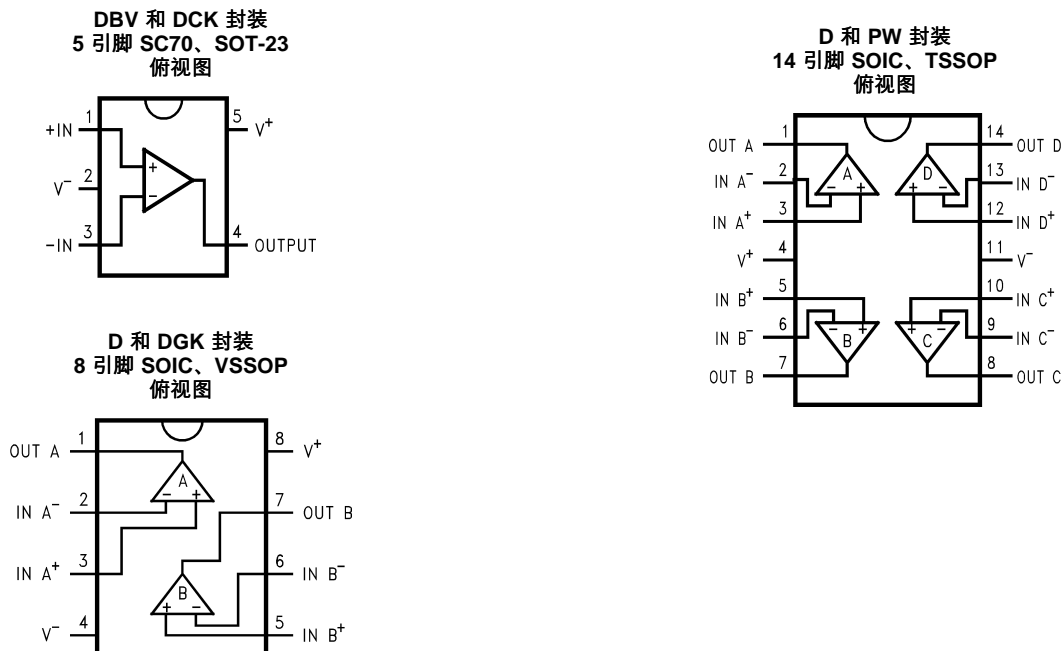 DBV 和 DCK 封装
5 引脚 SC70、SOT-23
俯视图
1
+IN
+
5
V+
2
V-
-
3
-IN
4
OUTPUT
D 和 DGK 封装
8 引脚 SOIC、VSSOP
俯视图
1
OUT A
8
V+
A
- +
2
IN A-
7
OUT B
3
IN A+
6
IN B-
B
+ -
4
V-
5
IN B+
D 和 PW 封装
14 引脚 SOIC、TSSOP
俯视图
1
OUT A
14
OUT D
A
D
- +
+ -
2
IN A-
13
IN D-
3
IN A+
12
IN D+
4
V+
11
V-
5
IN B+
10
IN C+
- +
+ -
B
C
6
IN B-
9
IN C-
7
OUT B
8
OUT C